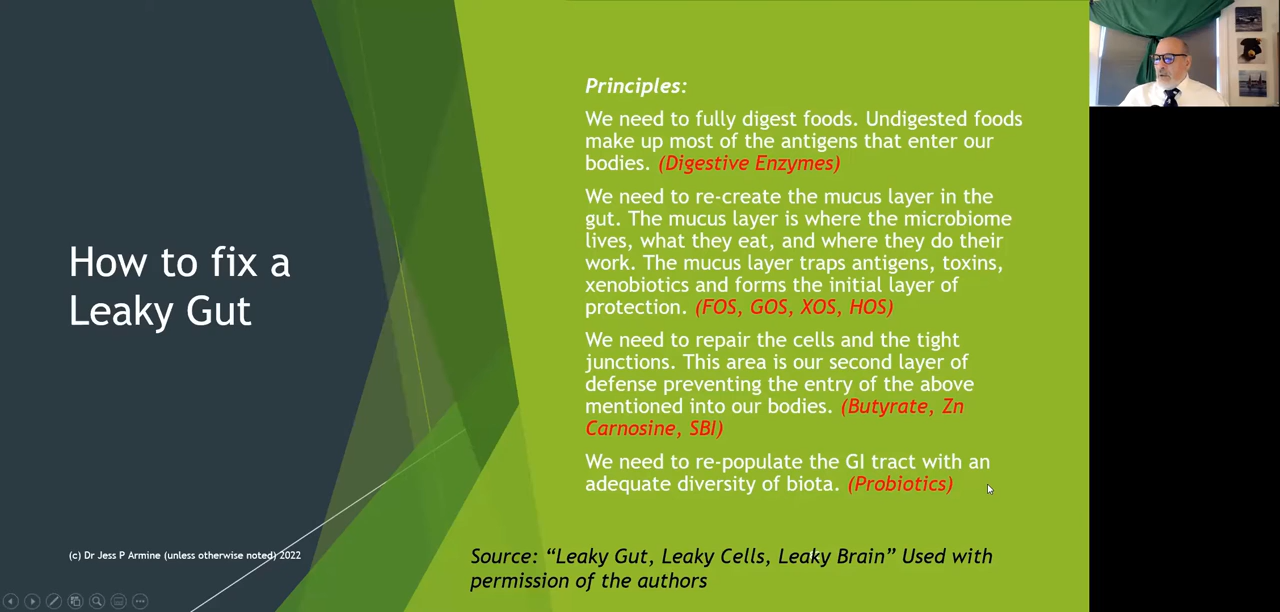 How to fix a
Leaky Gut
Principles:
We need to fully digest foods. Undigested foods
make up most of the antigens that enter our
bodies. (Digestive Enzymes)
We need to re-create the mucus layer in the
gut. The mucus layer is where the microbiome
lives, what they eat, and where they do their
work. The mucus layer traps antigens, toxins,
xenobiotics and forms the initial layer of
protection. (FOS, GOS, XOS, HOS)
We need to repair the cells and the tight
junctions. This area is our second layer of
defense preventing the entry of the above
mentioned into our bodies. (Butyrate, Zn
Carnosine, SBI)
We need to re-populate the GI tract with an
adequate diversity of biota. (Probiotics)
(c) Dr Jess P Armine (unless otherwise noted) 2022
Source: “Leaky Gut, Leaky Cells, Leaky Brain” Used with
permission of the authors